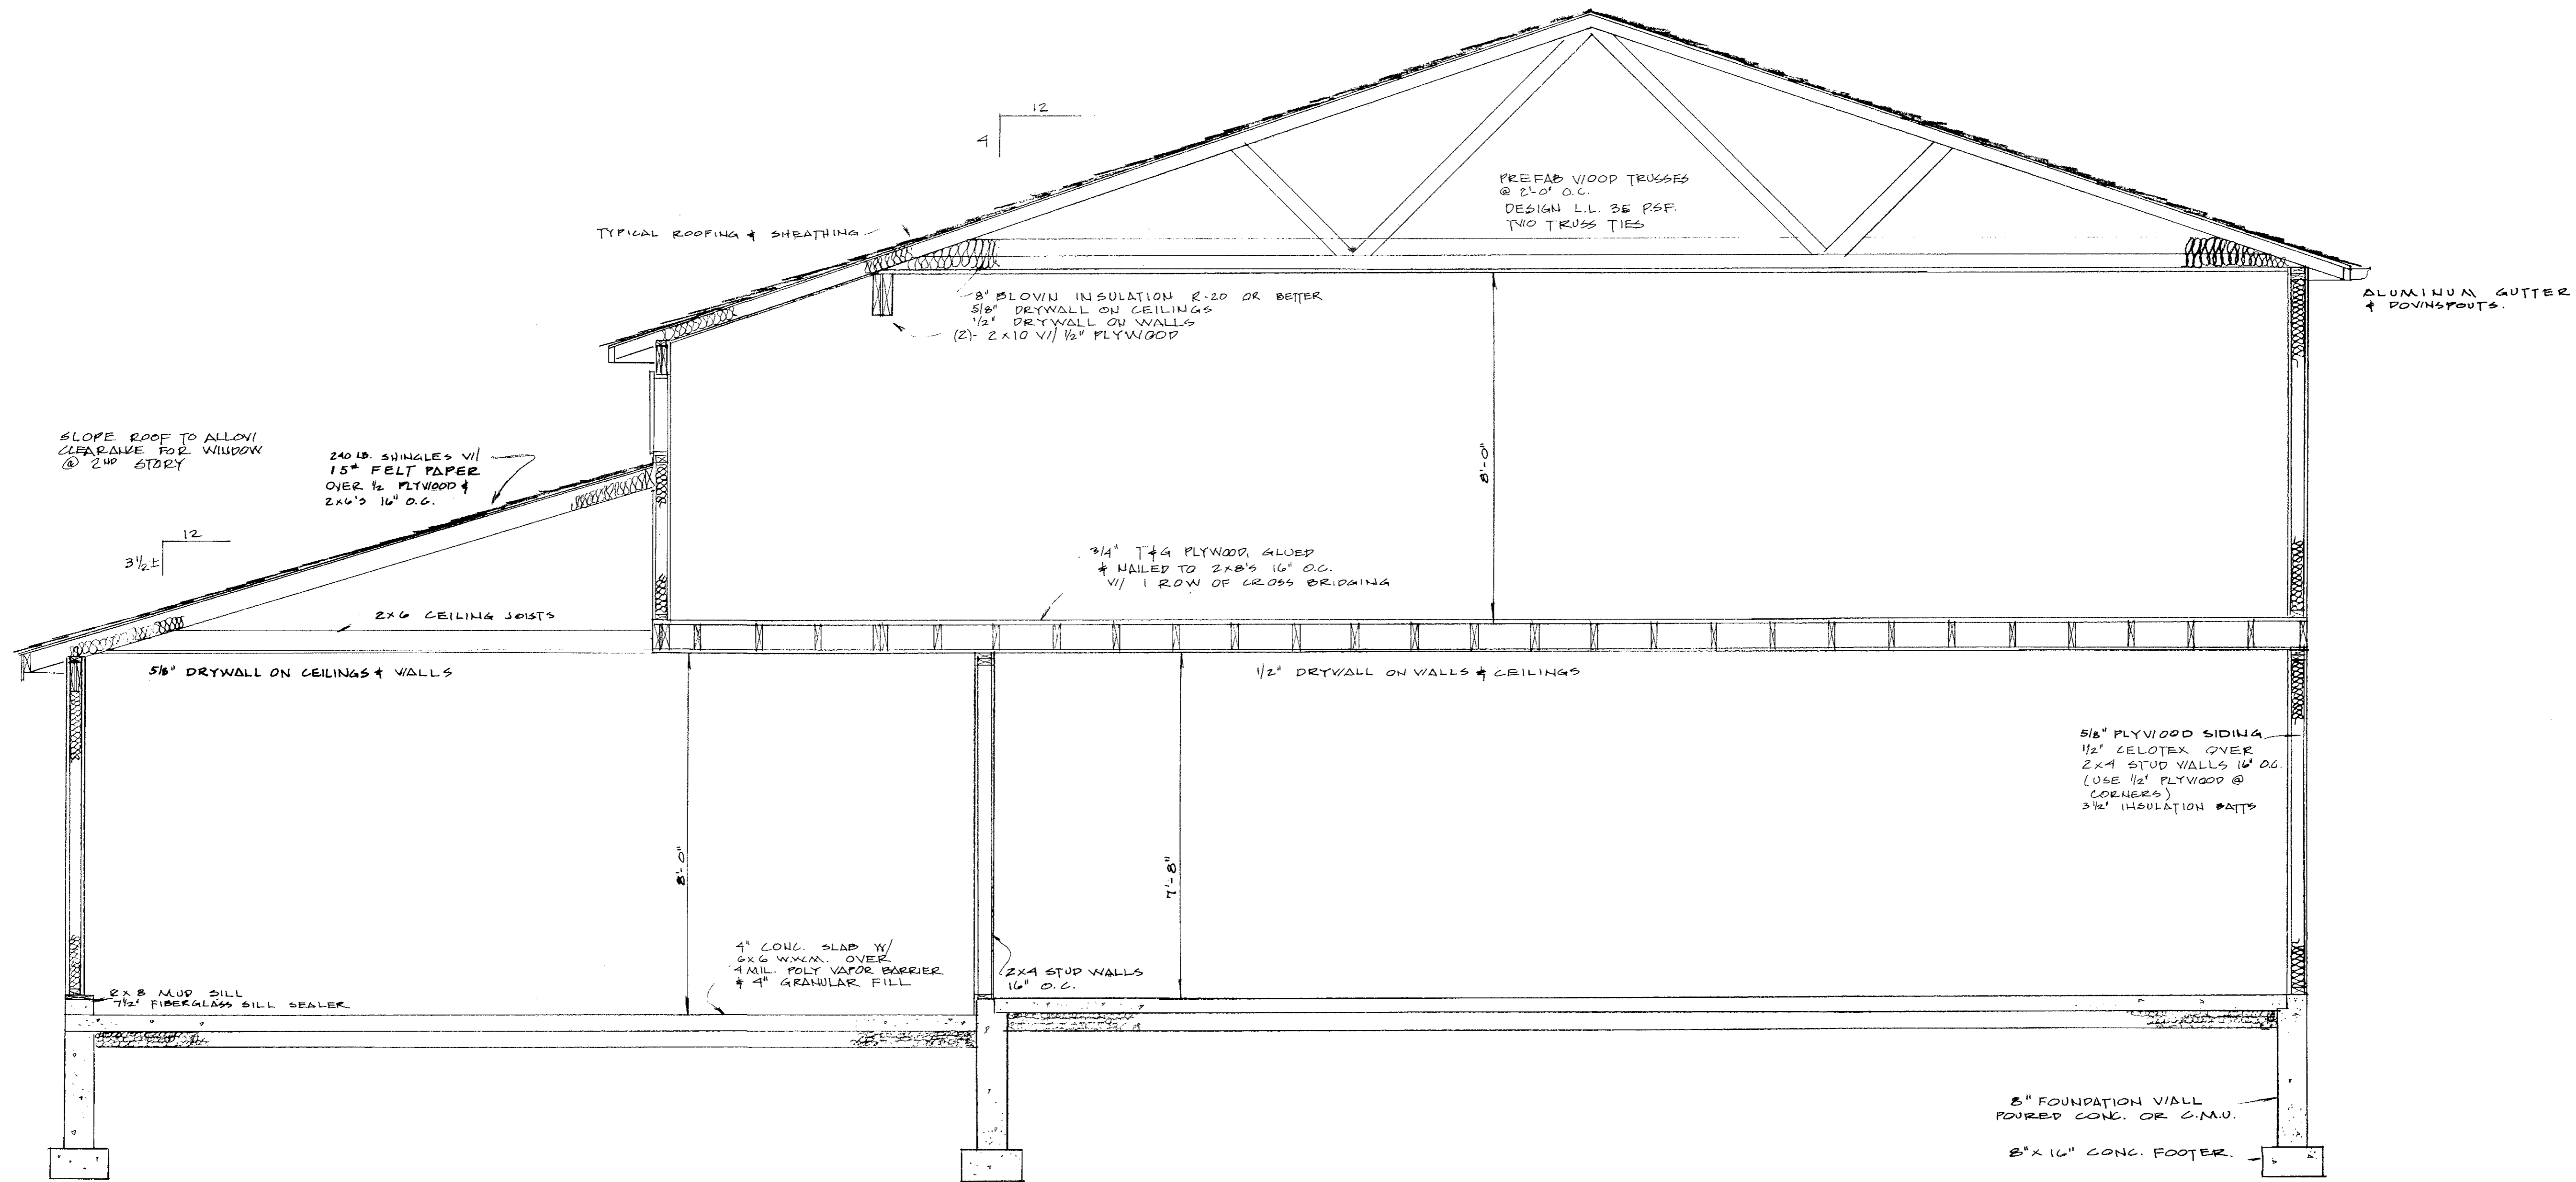 12
4
PREFAB WOOD TRUSSES
@ 2'-0" O.C.
DESIGN L.L. 35 P.S.F.
TWO TRUSS TIES
TYPICAL ROOFING & SHEATHING
8" BLOWN INSULATION R-20 OR BETTER
5/8" DRYWALL ON CEILINGS
1/2" DRYWALL ON WALLS
(2)- 2x10 W/ 1/2" PLYWOOD
ALUMINUM GUTTER
& DOWNSPOUTS.
SLOPE ROOF TO ALLOW
CLEARANCE FOR WINDOW
@ 2ND STORY
240 LB. SHINGLES W/
15# FELT PAPER
OVER 1/2 PLYWOOD &
2x6'S 16" O.C.
8'-0"
12
3 1/2±
3/4" T&G PLYWOOD, GLUED
& NAILED TO 2x8'S 16" O.C.
W/ 1 ROW OF CROSS BRIDGING
2x6 CEILING JOISTS
5/8" DRYWALL ON CEILINGS & WALLS
1/2" DRYWALL ON WALLS & CEILINGS
5/8" PLYWOOD SIDING
1/2" CELOTEX OVER
2x4 STUD WALLS 16" O.C.
(USE 1/2" PLYWOOD @
CORNERS)
3 1/2" INSULATION BATTS
8'-0"
7'-8"
4" CONC. SLAB W/
6x6 W.W.M. OVER
4 MIL. POLY VAPOR BARRIER
& 4" GRANULAR FILL
2x4 STUD WALLS
16" O.C.
2x8 MUD SILL
7 1/2" FIBERGLASS SILL SEALER
8" FOUNDATION WALL
POURED CONC. OR C.M.U.
8"x16" CONC. FOOTER.